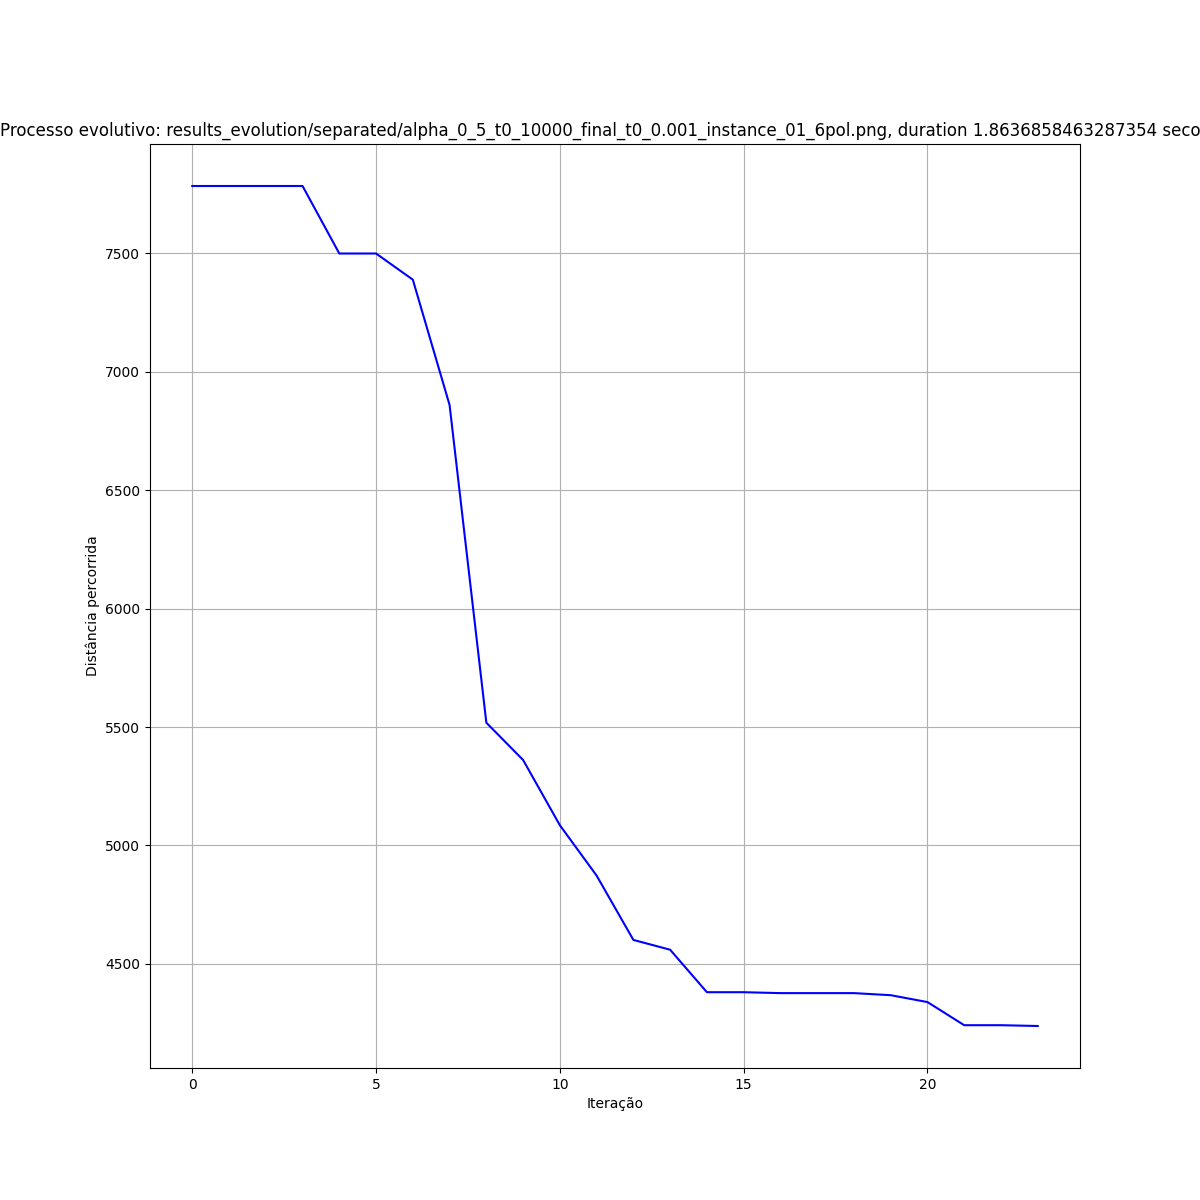 Processo evolutivo: results_evolution/separated/alpha_0_5_t0_10000_final_t0_0.001_instance_01_6pol.png, duration 1.8636858463287354 seco
7500
7000
6500
6000
5500
5000
4500
Distância percorrida
0 5 10 15 20
Iteração